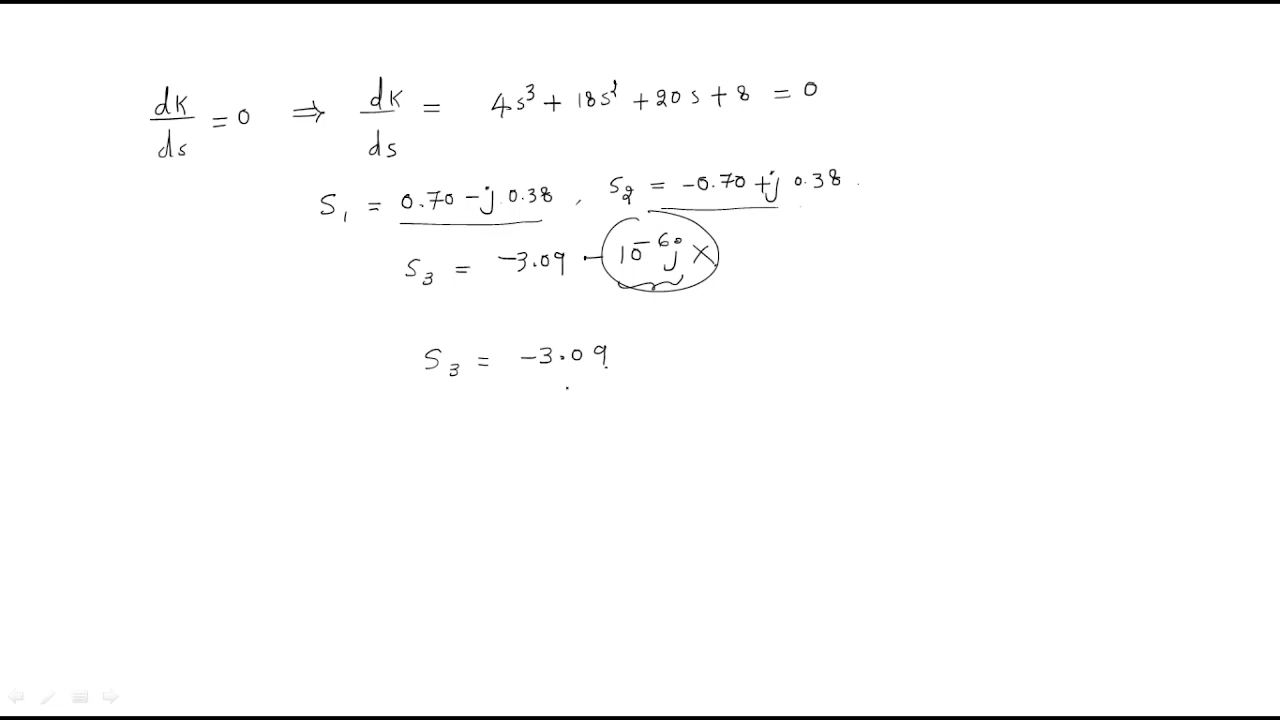 dK/ds = 0 ⇒ dK/ds = 4s³ + 18s² + 20s + 8 = 0
S₁ = 0.70 - j 0.38 , S₂ = -0.70 + j 0.38 .
S₃ = -3.09 - 10⁻⁶⁰j X
S₃ = -3.09